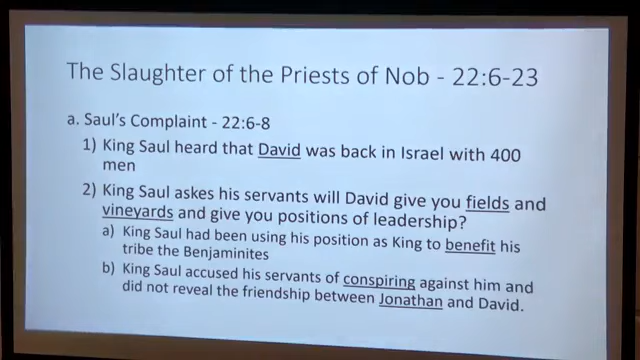 The Slaughter of the Priests of Nob - 22:6-23
a. Saul's Complaint - 22:6-8
1) King Saul heard that David was back in Israel with 400
men
2) King Saul askes his servants will David give you fields and
vineyards and give you positions of leadership?
a) King Saul had been using his position as King to benefit his
tribe the Benjaminites
b) King Saul accused his servants of conspiring against him and
did not reveal the friendship between Jonathan and David.